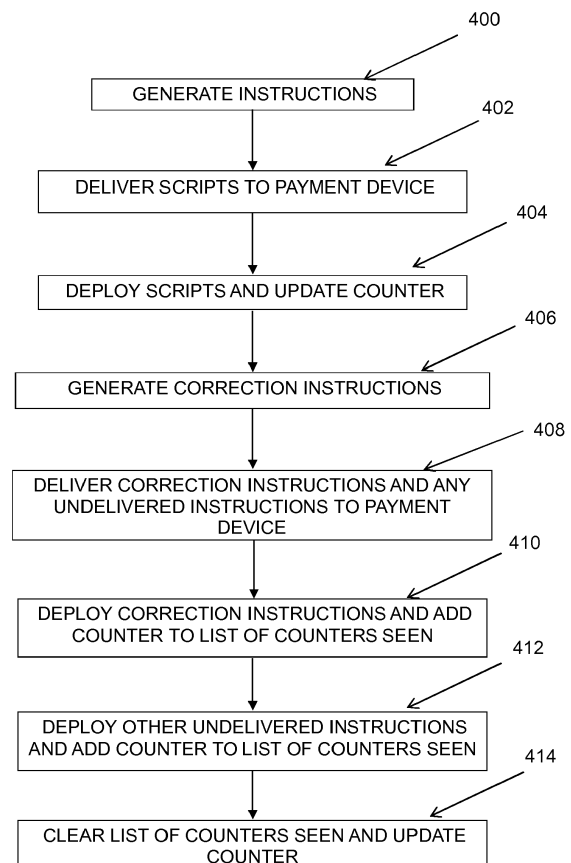 400
GENERATE INSTRUCTIONS
402
DELIVER SCRIPTS TO PAYMENT DEVICE
404
DEPLOY SCRIPTS AND UPDATE COUNTER
406
GENERATE CORRECTION INSTRUCTIONS
408
DELIVER CORRECTION INSTRUCTIONS AND ANY
UNDELIVERED INSTRUCTIONS TO PAYMENT
DEVICE
410
DEPLOY CORRECTION INSTRUCTIONS AND ADD
COUNTER TO LIST OF COUNTERS SEEN
412
DEPLOY OTHER UNDELIVERED INSTRUCTIONS
AND ADD COUNTER TO LIST OF COUNTERS SEEN
414
CLEAR LIST OF COUNTERS SEEN AND UPDATE
COUNTER